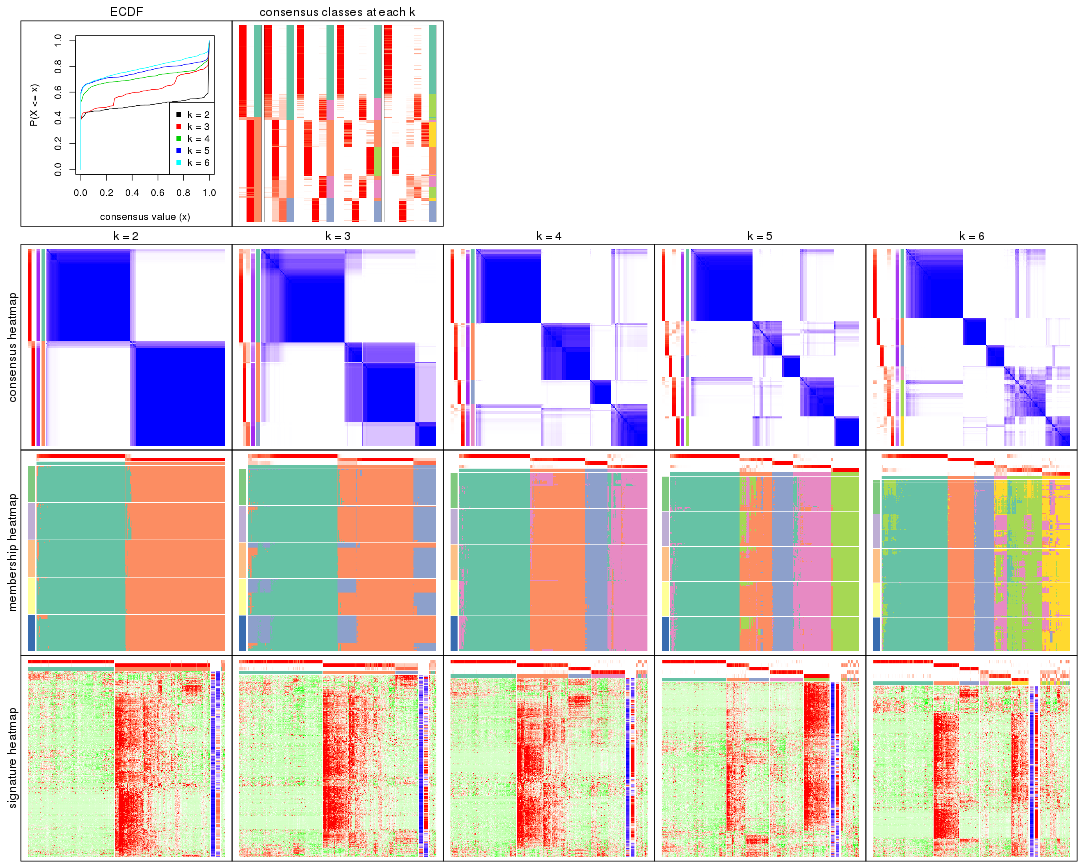 ECDF
consensus classes at each k
P(X <= x)
1.0
0.8
0.6
0.4
0.2
0.0
k = 2
k = 3
k = 4
k = 5
k = 6
0.0 0.2 0.4 0.6 0.8 1.0
consensus value (x)
k = 2 k = 3 k = 4 k = 5 k = 6
consensus heatmap
membership heatmap
signature heatmap